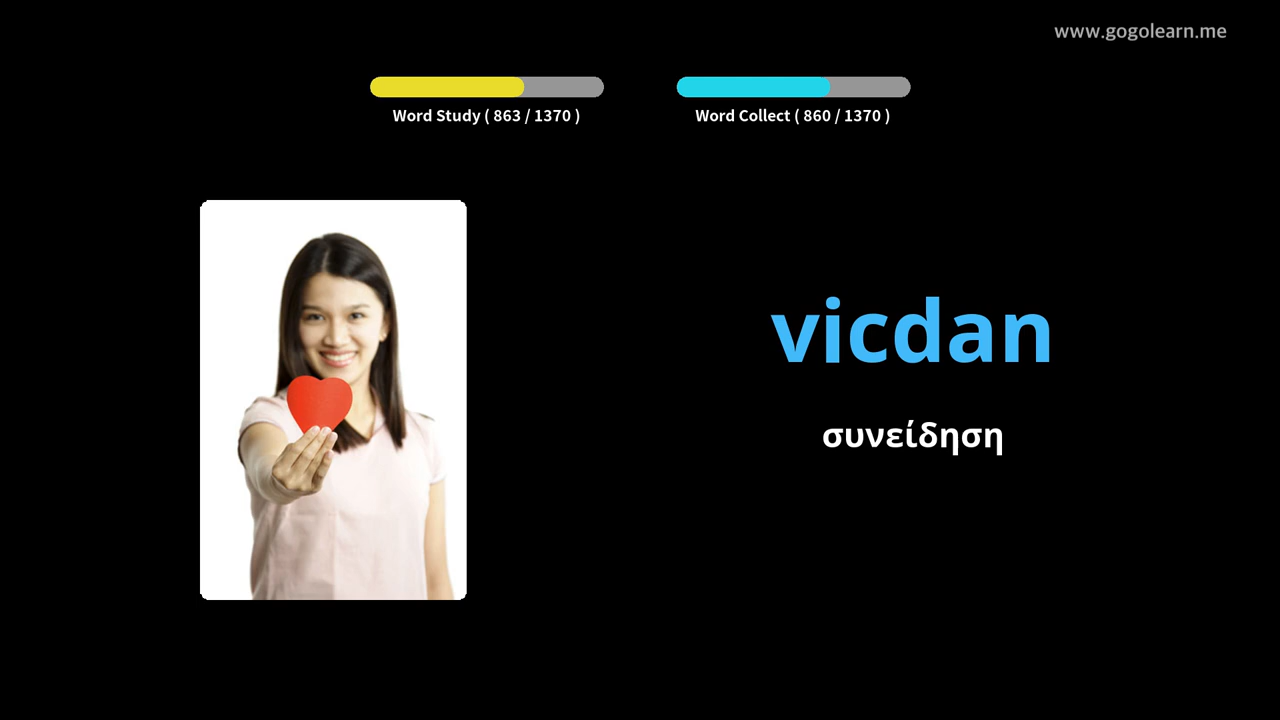 www.gogolearn.me
Word Study ( 863 / 1370 )
Word Collect ( 860 / 1370 )
vicdan
συνείδηση